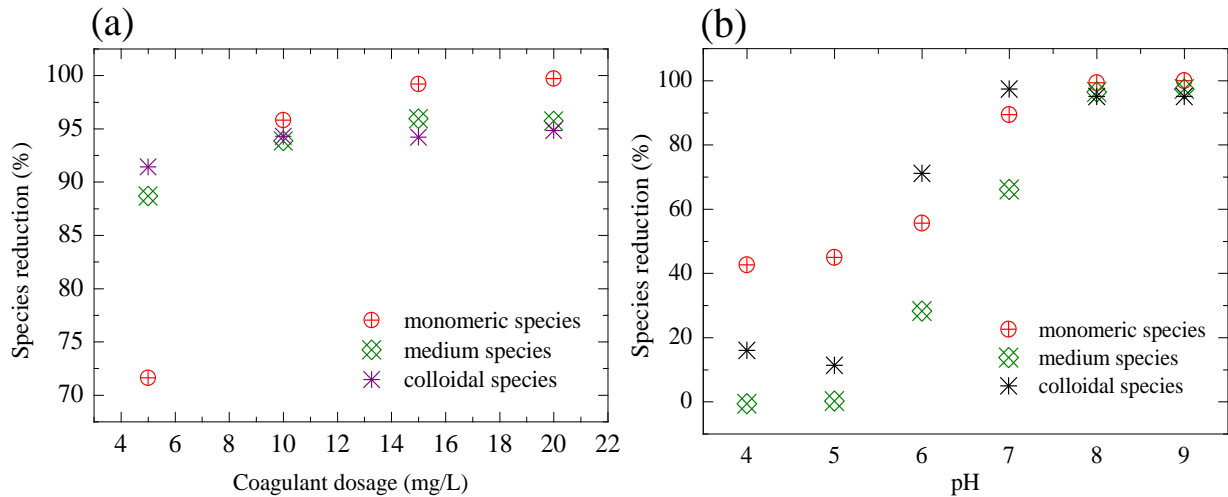 (a)
Species reduction (%)
100
95
90
85
80
75
70
monomeric species
medium species
colloidal species
4 6 8 10 12 14 16 18 20 22
Coagulant dosage (mg/L)
(b)
Species reduction (%)
100
80
60
40
20
0
monomeric species
medium species
colloidal species
4 5 6 7 8 9
pH